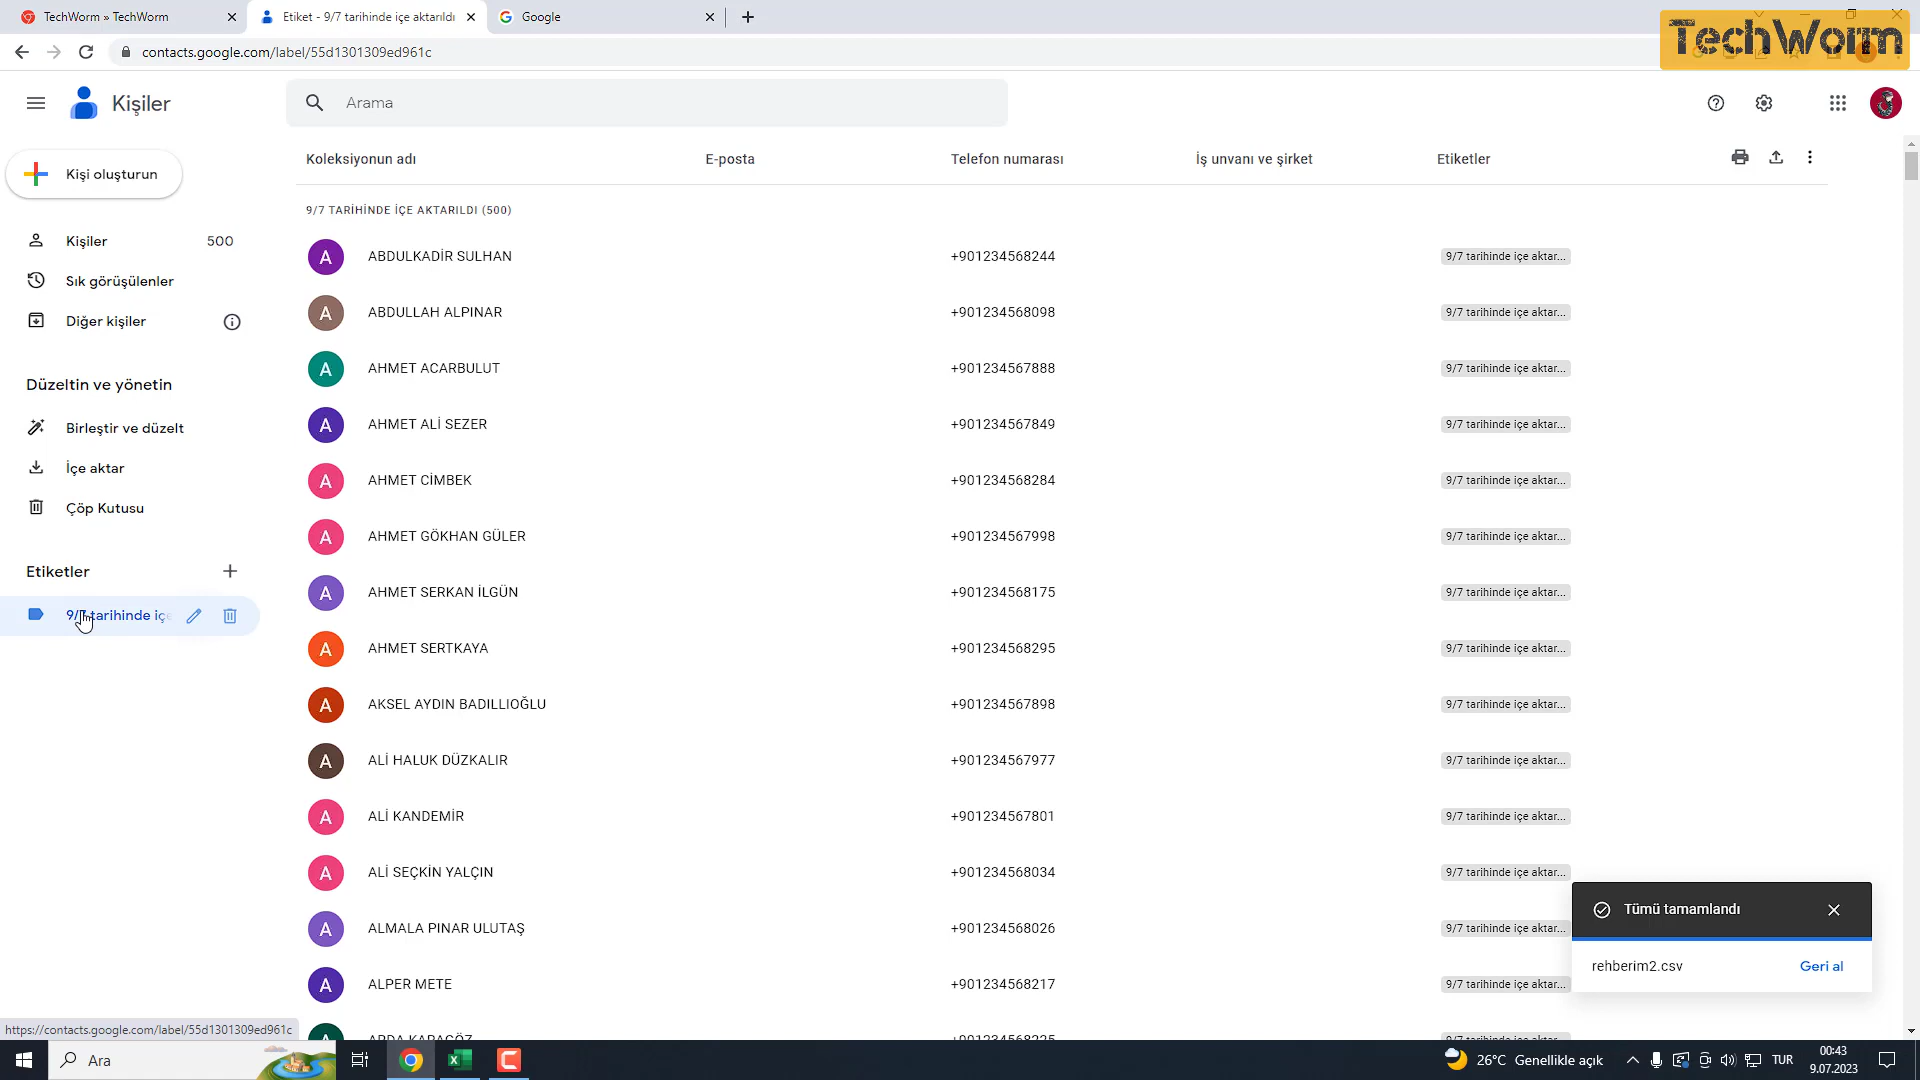 TechWorm » TechWorm
Etiket - 9/7 tarihinde içe aktarıldı
Google
TechWorm
contacts.google.com/label/55d1301309ed961c
Kişiler
Arama
Kişi oluşturun
Kişiler 500
Sık görüşülenler
Diğer kişiler
Düzeltin ve yönetin
Birleştir ve düzelt
İçe aktar
Çöp Kutusu
Etiketler
9/7 tarihinde içe
Koleksiyonun adı E-posta Telefon numarası İş unvanı ve şirket Etiketler
9/7 TARİHİNDE İÇE AKTARILDI (500)
A ABDULKADİR SULHAN +901234568244 9/7 tarihinde içe aktar...
A ABDULLAH ALPINAR +901234568098 9/7 tarihinde içe aktar...
A AHMET ACARBULUT +901234567888 9/7 tarihinde içe aktar...
A AHMET ALİ SEZER +901234567849 9/7 tarihinde içe aktar...
A AHMET CİMBEK +901234568284 9/7 tarihinde içe aktar...
A AHMET GÖKHAN GÜLER +901234567998 9/7 tarihinde içe aktar...
A AHMET SERKAN İLGÜN +901234568175 9/7 tarihinde içe aktar...
A AHMET SERTKAYA +901234568295 9/7 tarihinde içe aktar...
A AKSEL AYDIN BADILLIOĞLU +901234567898 9/7 tarihinde içe aktar...
A ALİ HALUK DÜZKALIR +901234567977 9/7 tarihinde içe aktar...
A ALİ KANDEMİR +901234567801 9/7 tarihinde içe aktar...
A ALİ SEÇKİN YALÇIN +901234568034 9/7 tarihinde içe aktar...
A ALMALA PINAR ULUTAŞ +901234568026 9/7 tarihinde içe aktar...
A ALPER METE +901234568217 9/7 tarihinde içe aktar...
Tümü tamamlandı
rehberim2.csv Geri al
https://contacts.google.com/label/55d1301309ed961c
Ara
26°C Genellikle açık
TUR
00:43
9.07.2023